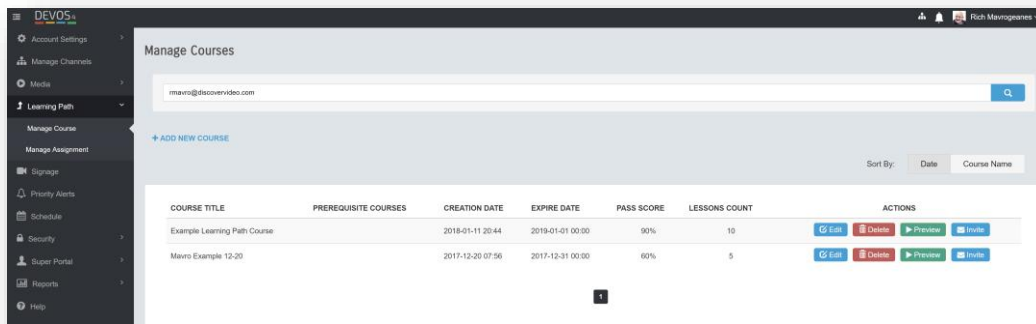 DEVOS
Rich Mavrogeanes
Account Settings
Manage Channels
Media
Learning Path
Manage Course
Manage Assignment
Signage
Priority Alerts
Schedule
Security
Super Portal
Reports
Help
Manage Courses
rmavro@discovervideo.com
+ ADD NEW COURSE
Sort By: Date Course Name
COURSE TITLE PREREQUISITE COURSES CREATION DATE EXPIRE DATE PASS SCORE LESSONS COUNT ACTIONS
Example Learning Path Course 2018-01-11 20:44 2019-01-01 00:00 90% 10 Edit Delete Preview Invite
Mavro Example 12-20 2017-12-20 07:56 2017-12-31 00:00 60% 5 Edit Delete Preview Invite
1